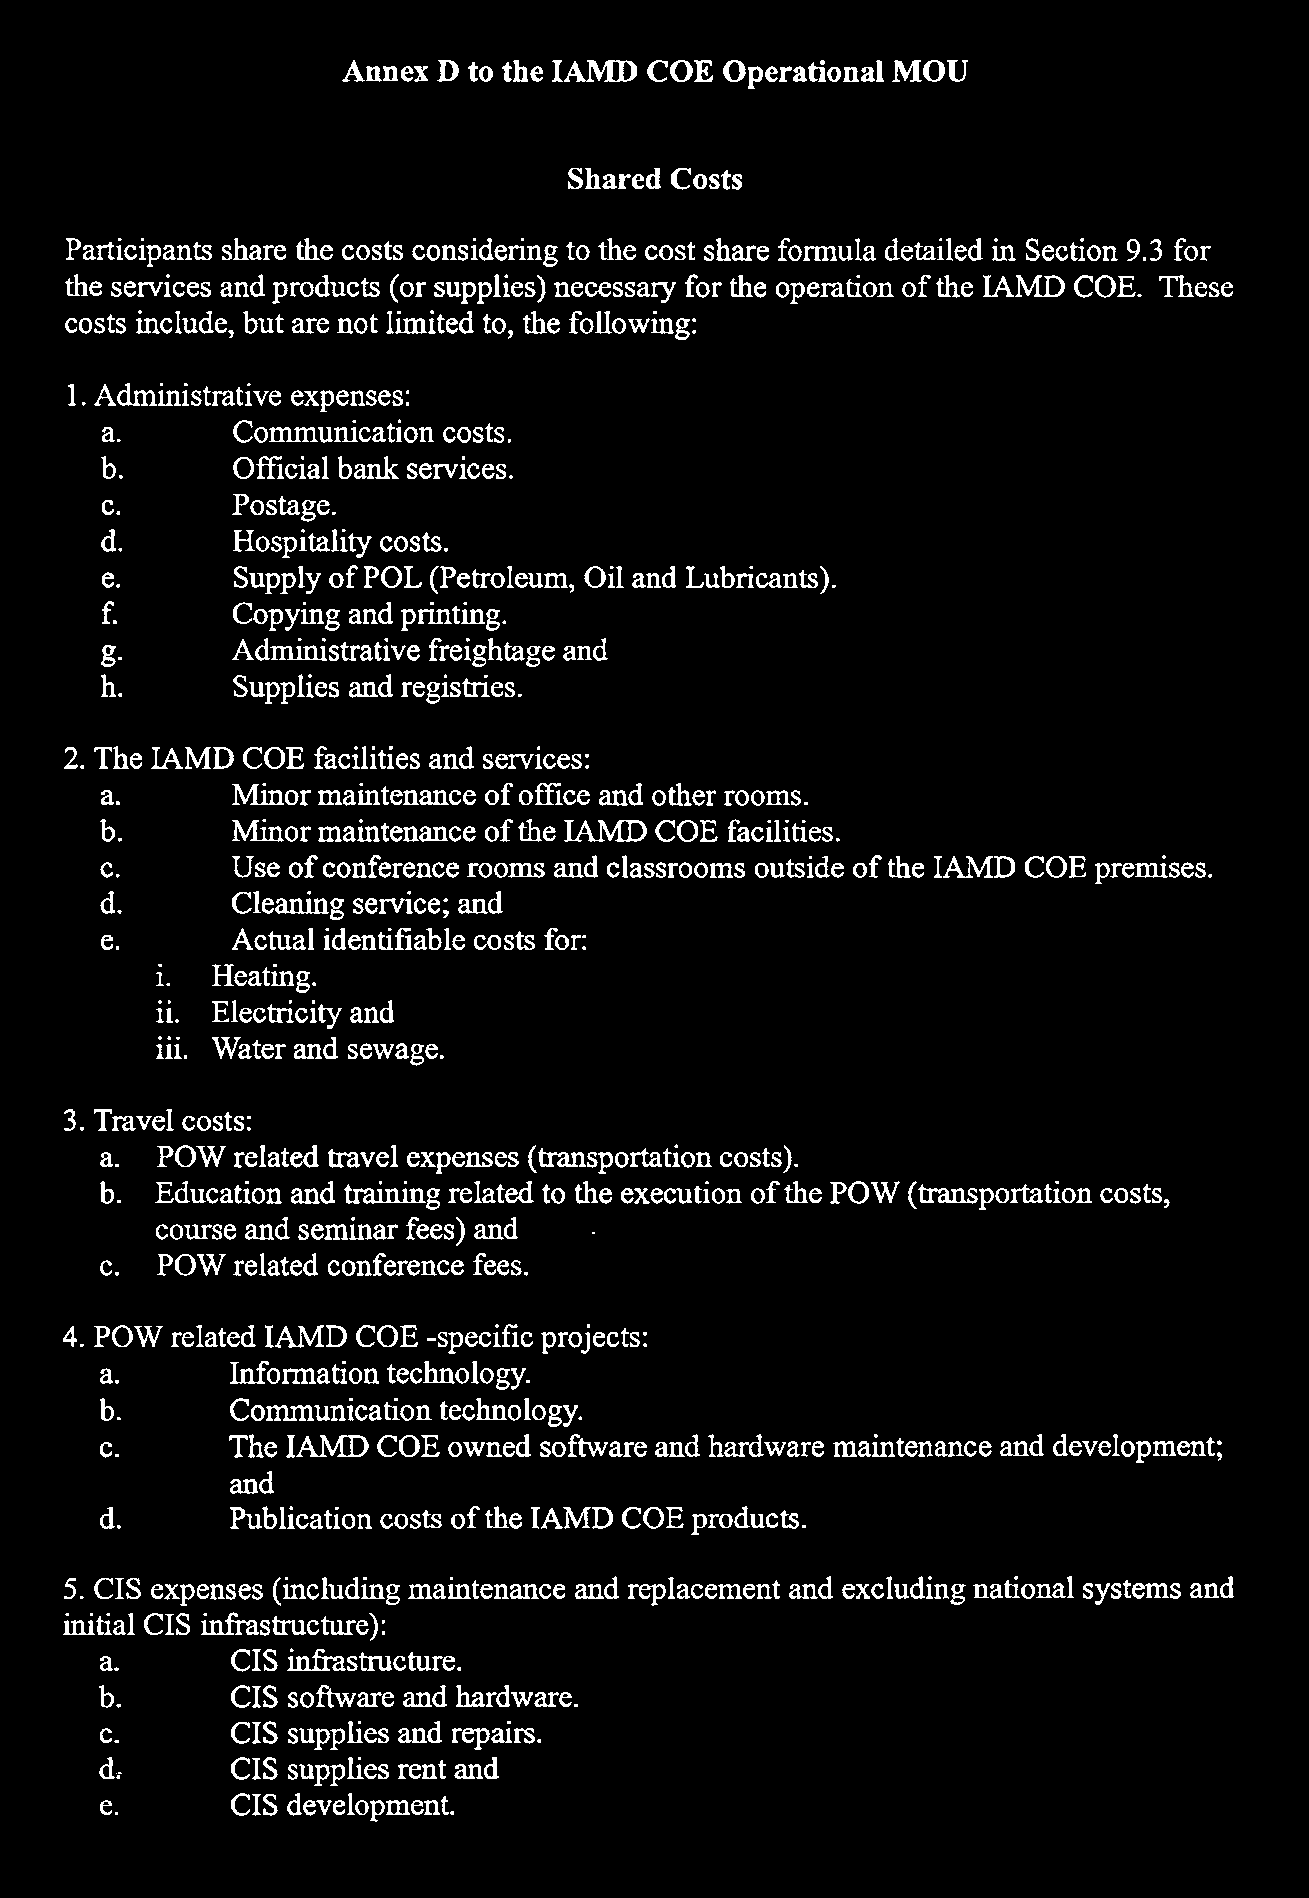 Annex D to the IAMD COE Operational MOU
Shared Costs
Participants share the costs considering to the cost share formula detailed in Section 9.3 for
the services and products (or supplies) necessary for the operation of the IAMD COE. These
costs include, but are not limited to, the following:
1. Administrative expenses:
a. Communication costs.
b. Official bank services.
c. Postage.
d. Hospitality costs.
e. Supply of POL (Petroleum, Oil and Lubricants).
f. Copying and printing.
g. Administrative freightage and
h. Supplies and registries.
2. The IAMD COE facilities and services:
a. Minor maintenance of office and other rooms.
b. Minor maintenance of the IAMD COE facilities.
c. Use of conference rooms and classrooms outside of the IAMD COE premises.
d. Cleaning service; and
e. Actual identifiable costs for:
i. Heating.
ii. Electricity and
iii. Water and sewage.
3. Travel costs:
a. POW related travel expenses (transportation costs).
b. Education and training related to the execution of the POW (transportation costs,
course and seminar fees) and
c. POW related conference fees.
4. POW related IAMD COE -specific projects:
a. Information technology.
b. Communication technology.
c. The IAMD COE owned software and hardware maintenance and development;
and
d. Publication costs of the IAMD COE products.
5. CIS expenses (including maintenance and replacement and excluding national systems and
initial CIS infrastructure):
a. CIS infrastructure.
b. CIS software and hardware.
c. CIS supplies and repairs.
d. CIS supplies rent and
e. CIS development.